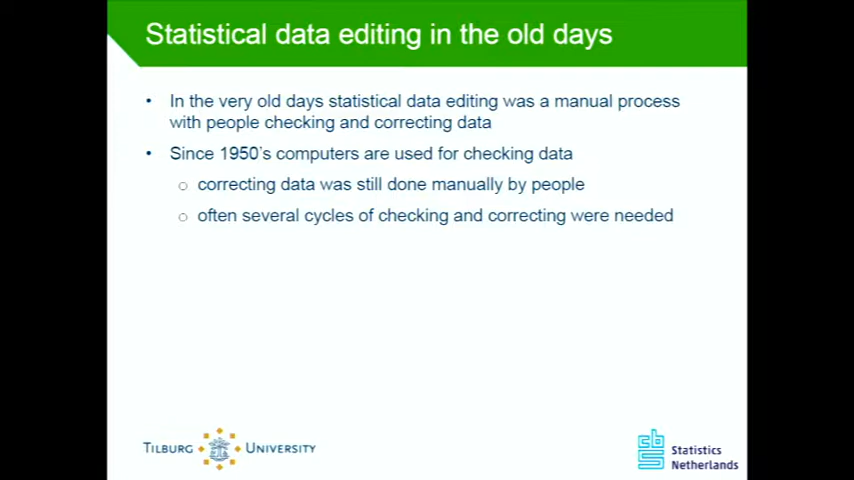 Statistical data editing in the old days
• In the very old days statistical data editing was a manual process
with people checking and correcting data
• Since 1950's computers are used for checking data
○ correcting data was still done manually by people
○ often several cycles of checking and correcting were needed
TILBURG UNIVERSITY
cbs
Statistics
Netherlands